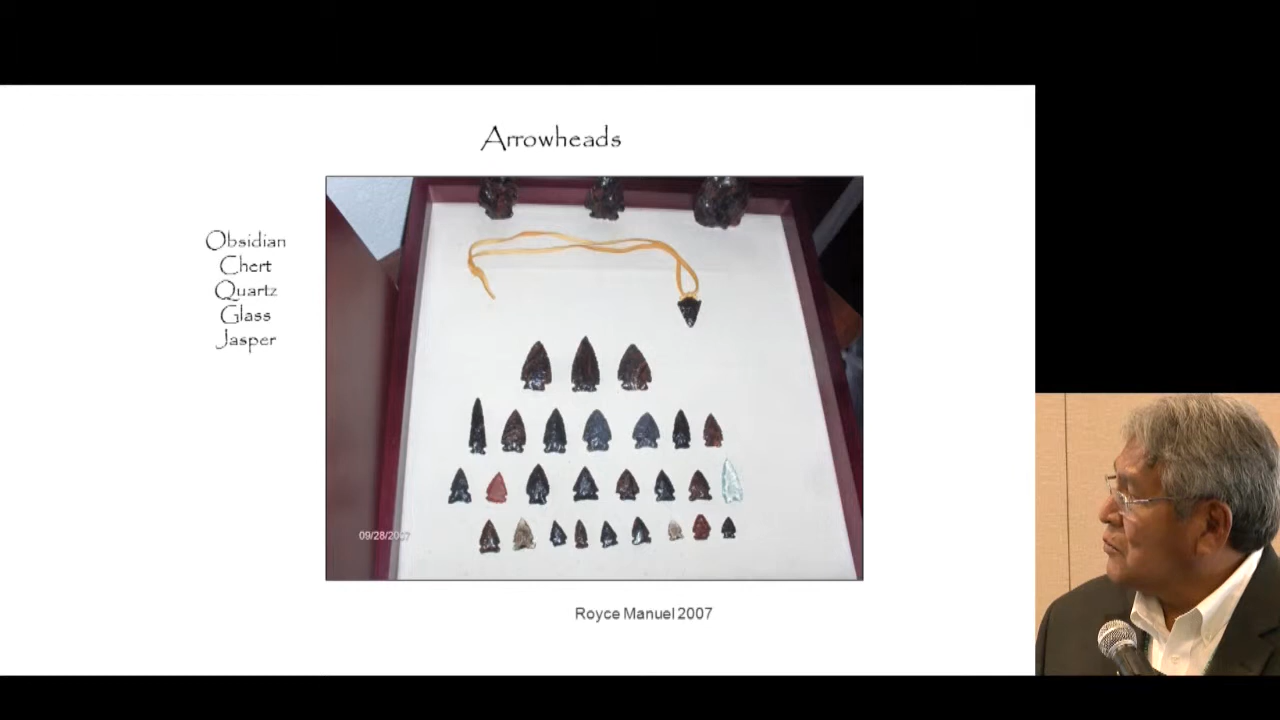 Arrowheads
Obsidian
Chert
Quartz
Glass
Jasper
09/28/2007
Royce Manuel 2007